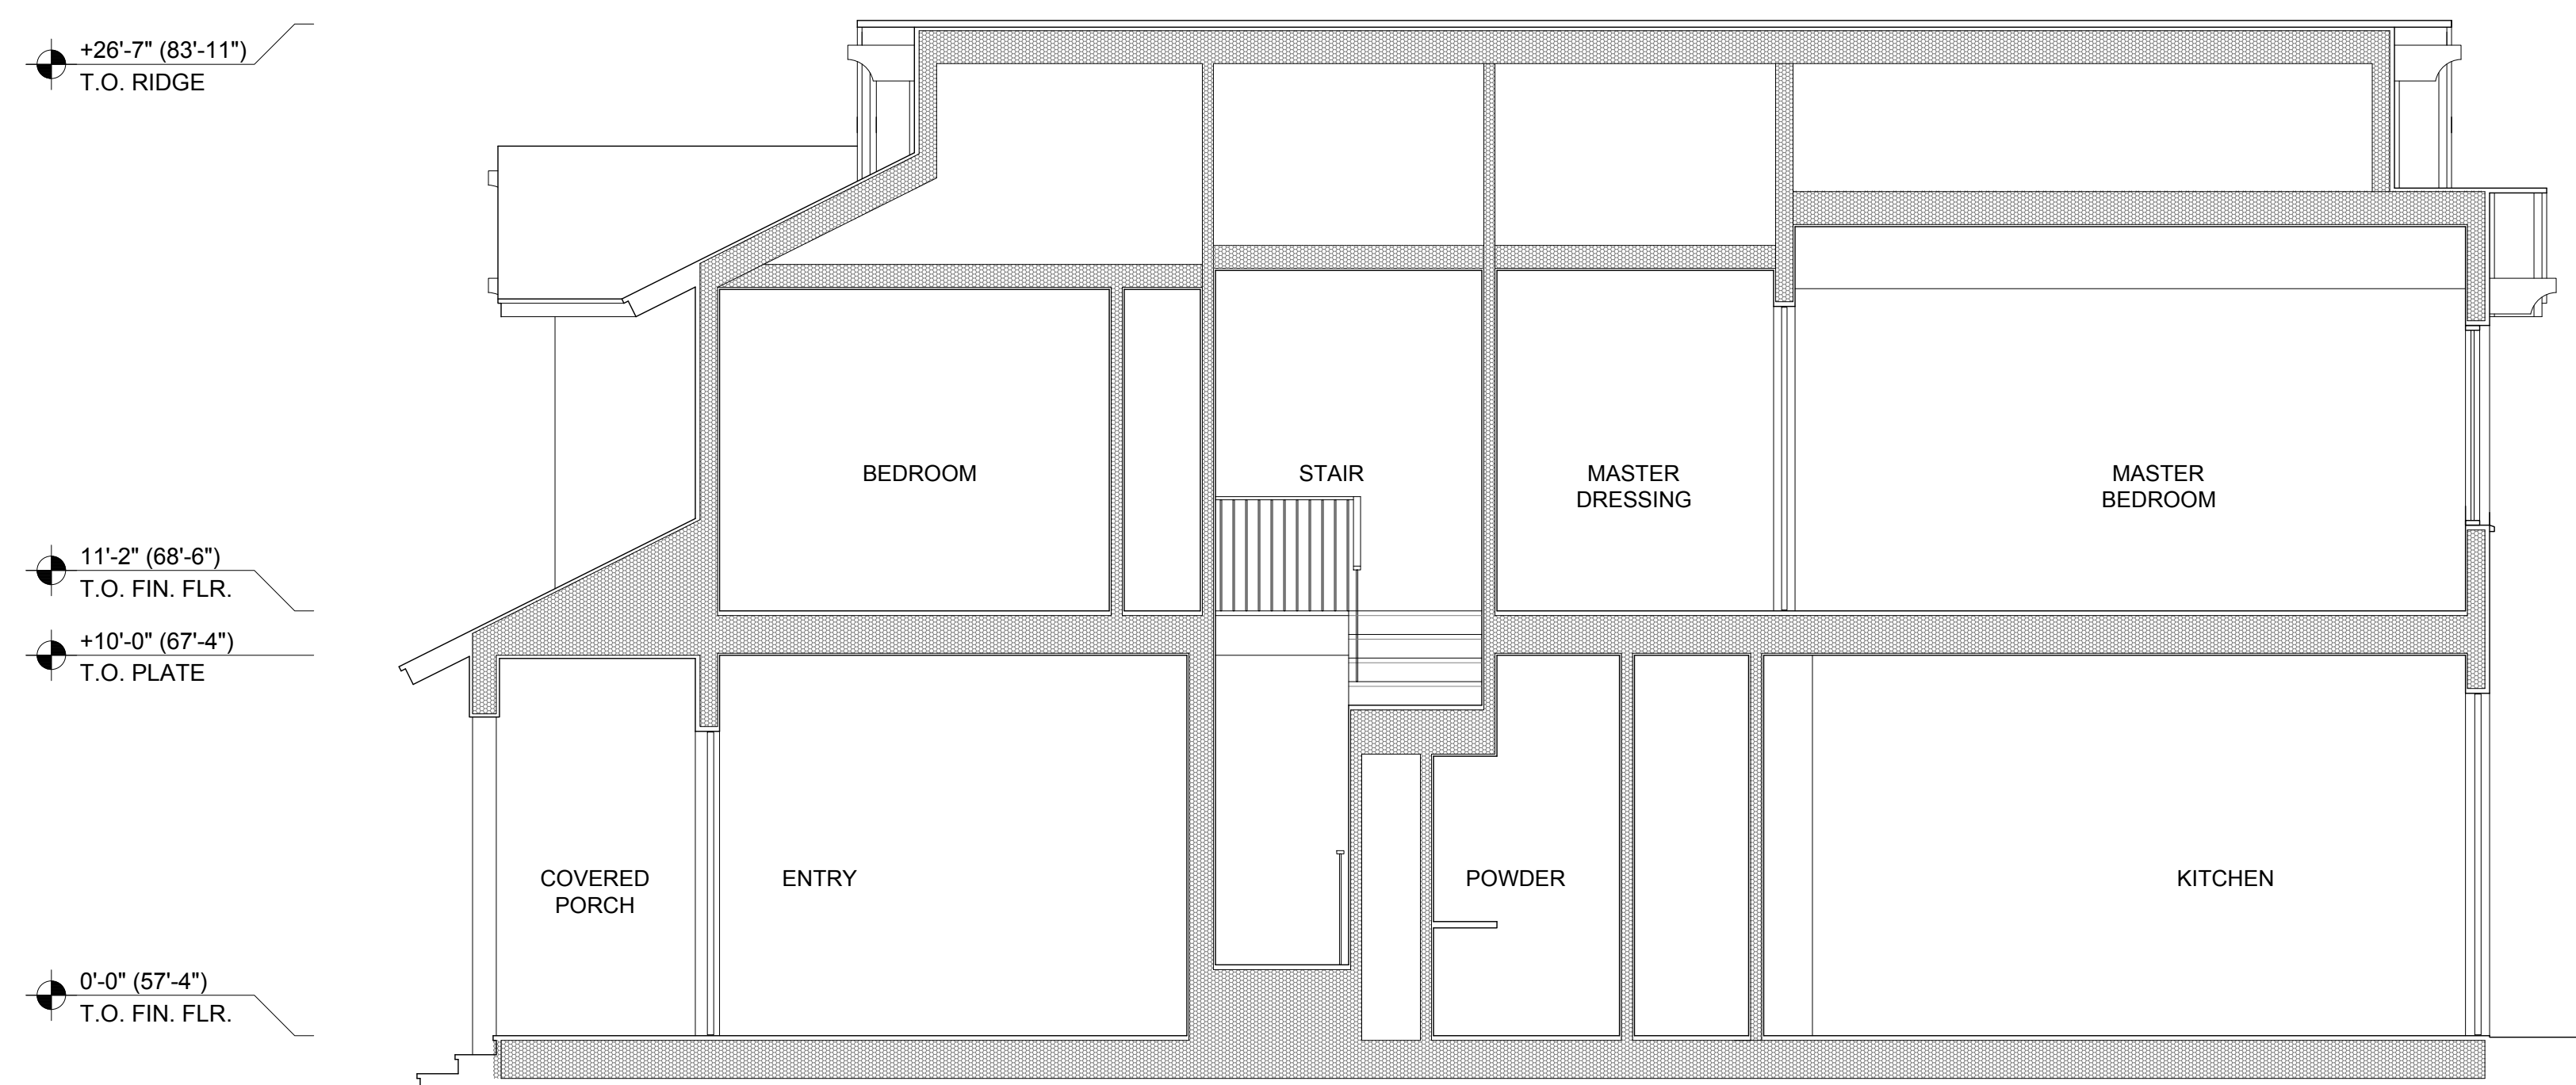 +26'-7" (83'-11")
T.O. RIDGE
BEDROOM
STAIR
MASTER
DRESSING
MASTER
BEDROOM
11'-2" (68'-6")
T.O. FIN. FLR.
+10'-0" (67'-4")
T.O. PLATE
COVERED
PORCH
ENTRY
POWDER
KITCHEN
0'-0" (57'-4")
T.O. FIN. FLR.